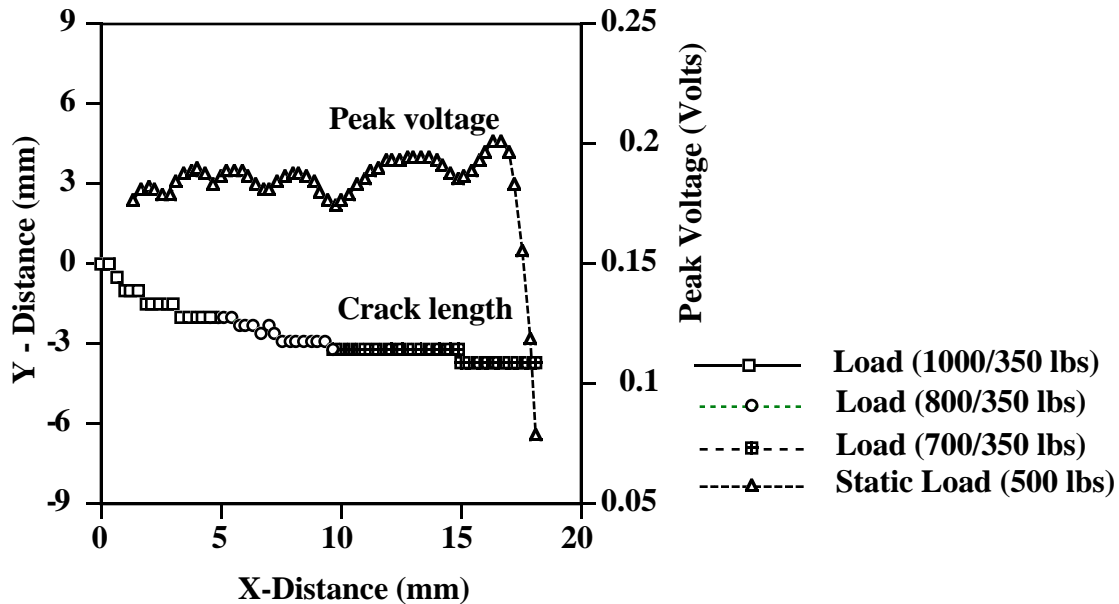 9
6
3
0
-3
-6
-9
Y - Distance (mm)
0
5
10
15
20
X-Distance (mm)
0.25
0.2
0.15
0.1
0.05
Peak Voltage (Volts)
Peak voltage
Crack length
Load (1000/350 lbs)
Load (800/350 lbs)
Load (700/350 lbs)
Static Load (500 lbs)